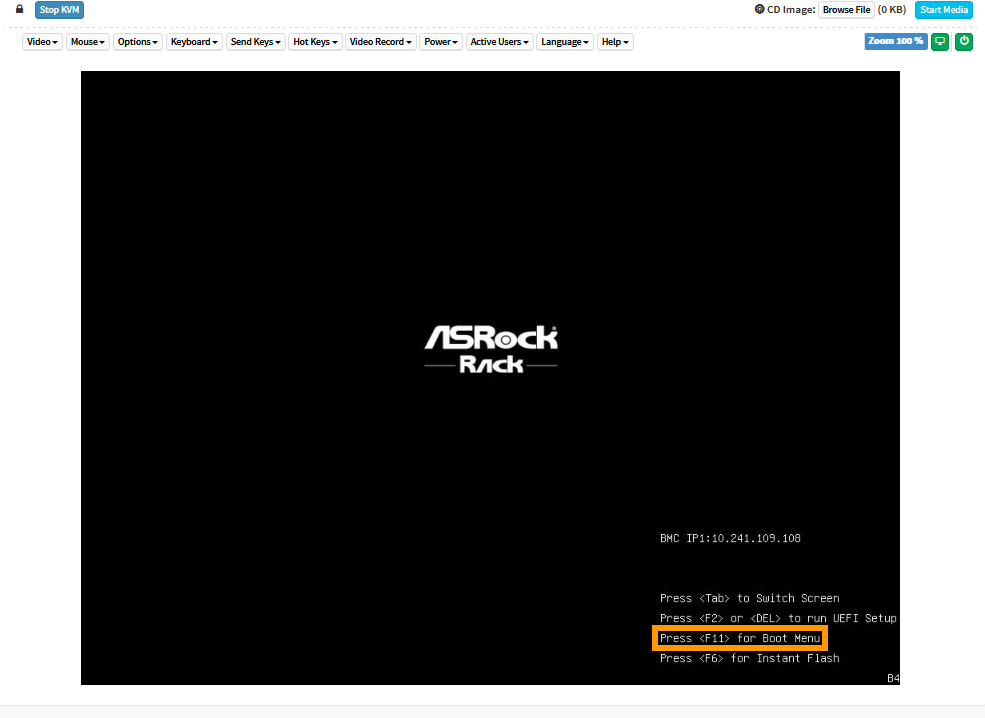 Stop KVM
CD Image: Browse File (0 KB) Start Media
Video Mouse Options Keyboard Send Keys Hot Keys Video Record Power Active Users Language Help
Zoom 100 %
ASRock
RACK
BMC IP1:10.241.109.108
Press <Tab> to Switch Screen
Press <F2> or <DEL> to run UEFI Setup
Press <F11> for Boot Menu
Press <F6> for Instant Flash
B4